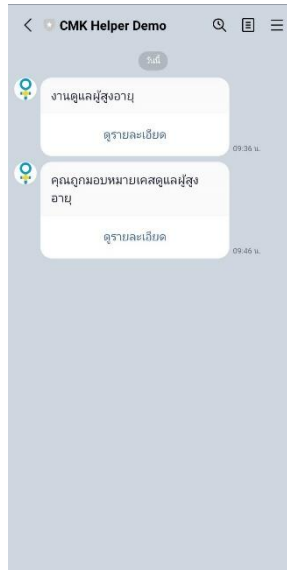 CMK Helper Demo
วันนี้
งานดูแลผู้สูงอายุ
ดูรายละเอียด
09:36 น.
คุณถูกมอบหมายเคสดูแลผู้สูง
อายุ
ดูรายละเอียด
09:46 น.